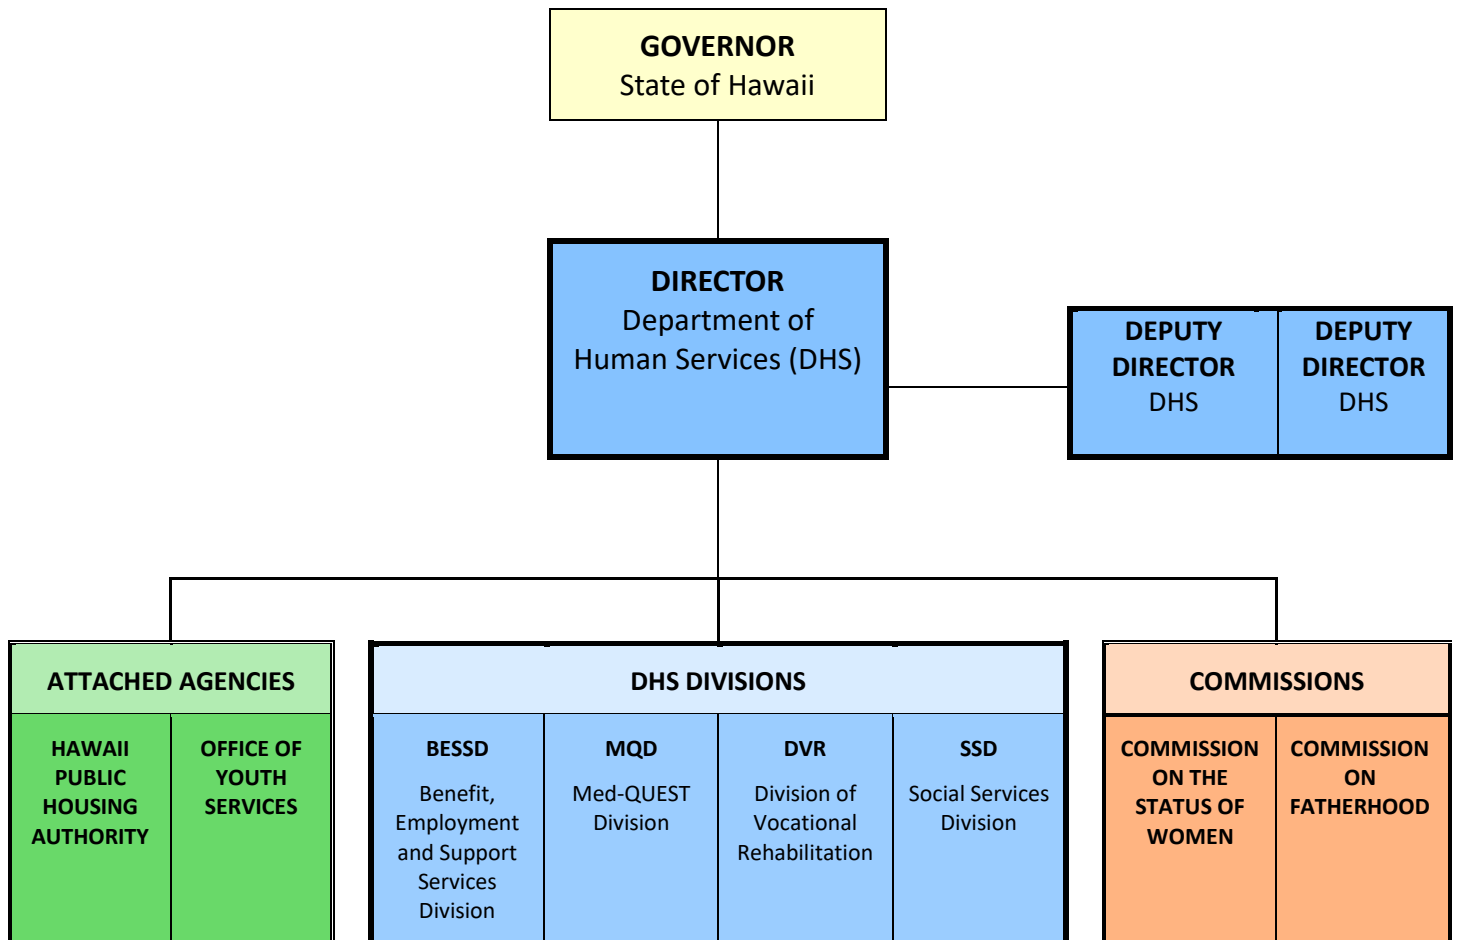 GOVERNOR
State of Hawaii
DIRECTOR
Department of
Human Services (DHS)
DEPUTY
DIRECTOR
DHS
DEPUTY
DIRECTOR
DHS
ATTACHED AGENCIES
HAWAII
PUBLIC
HOUSING
AUTHORITY
OFFICE OF
YOUTH
SERVICES
DHS DIVISIONS
BESSD
Benefit,
Employment
and Support
Services
Division
MQD
Med-QUEST
Division
DVR
Division of
Vocational
Rehabilitation
SSD
Social Services
Division
COMMISSIONS
COMMISSION
ON THE
STATUS OF
WOMEN
COMMISSION
ON
FATHERHOOD